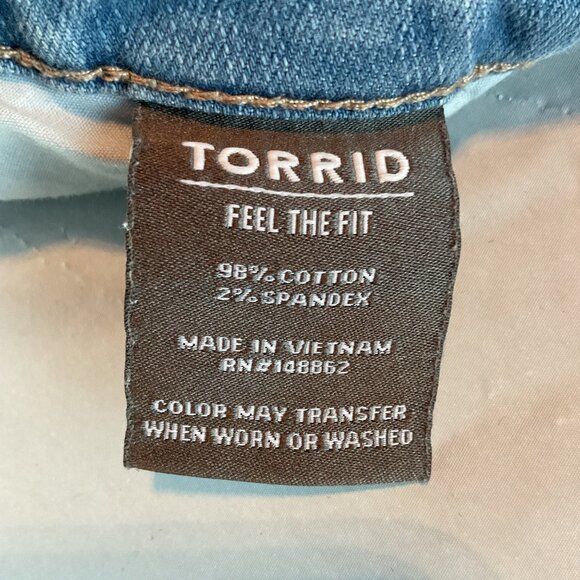 TORRID
FEEL THE FIT
98% COTTON
2% SPANDEX
MADE IN VIETNAM
RN#148862
COLOR MAY TRANSFER
WHEN WORN OR WASHED